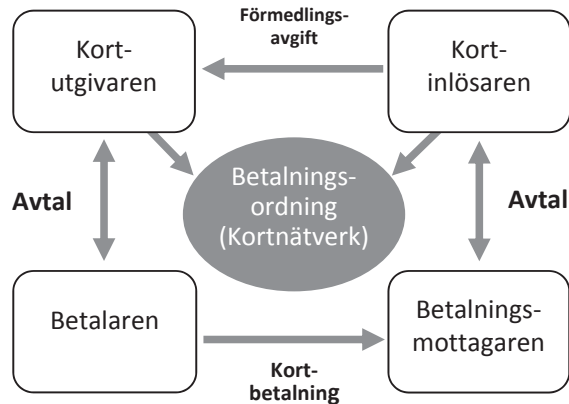 Förmedlings-
avgift
Kort-
utgivaren
Kort-
inlösaren
Avtal
Betalnings-
ordning
(Kortnätverk)
Avtal
Betalaren
Betalnings-
mottagaren
Kort-
betalning